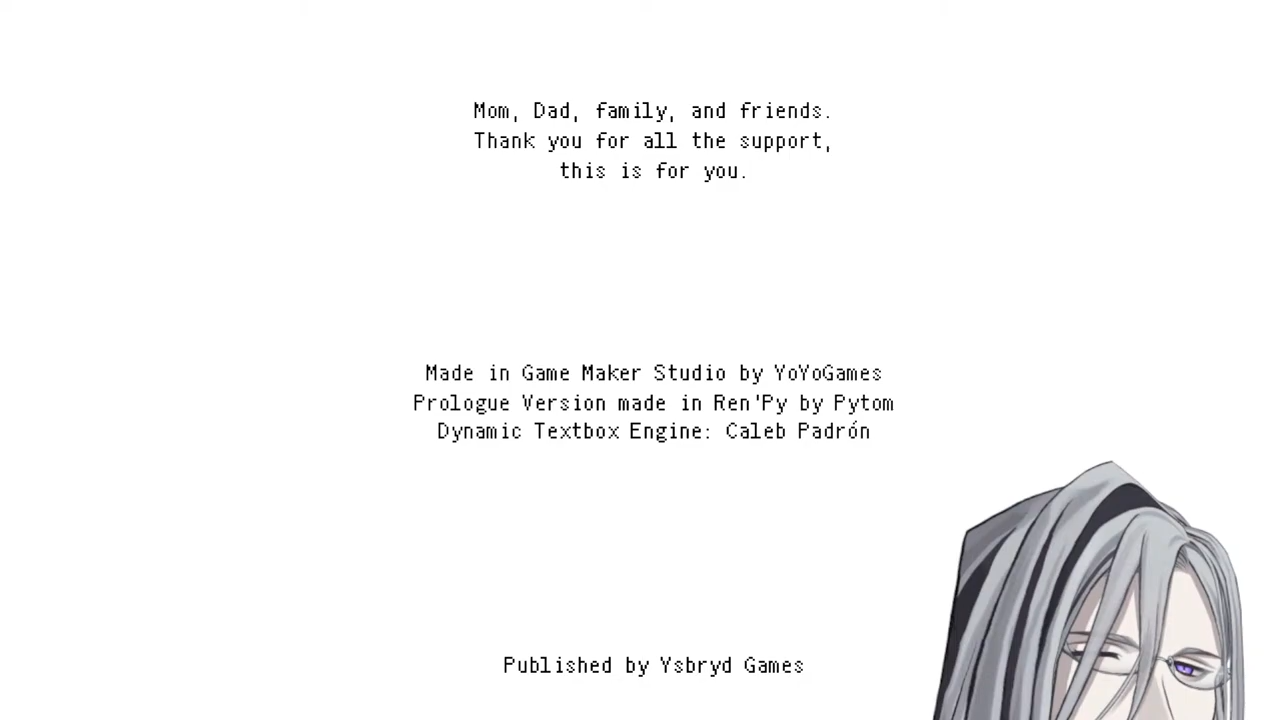 Mom, Dad, family, and friends.
Thank you for all the support,
this is for you.
Made in Game Maker Studio by YoYoGames
Prologue Version made in Ren'Py by Pytom
Dynamic Textbox Engine: Caleb Padrón
Published by Ysbryd Games